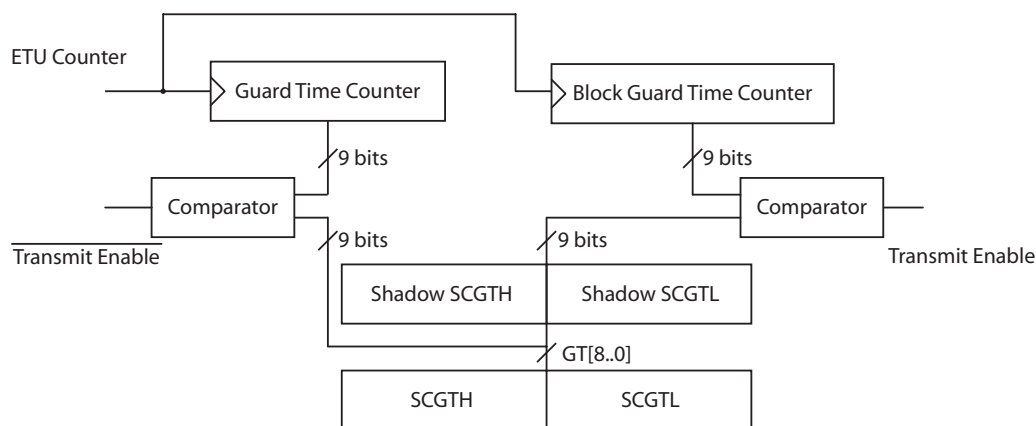 ETU Counter
Guard Time Counter
Block Guard Time Counter
9 bits
9 bits
Comparator
Comparator
Transmit Enable
9 bits
9 bits
Transmit Enable
Shadow SCGTH
Shadow SCGTL
GT[8..0]
SCGTH
SCGTL